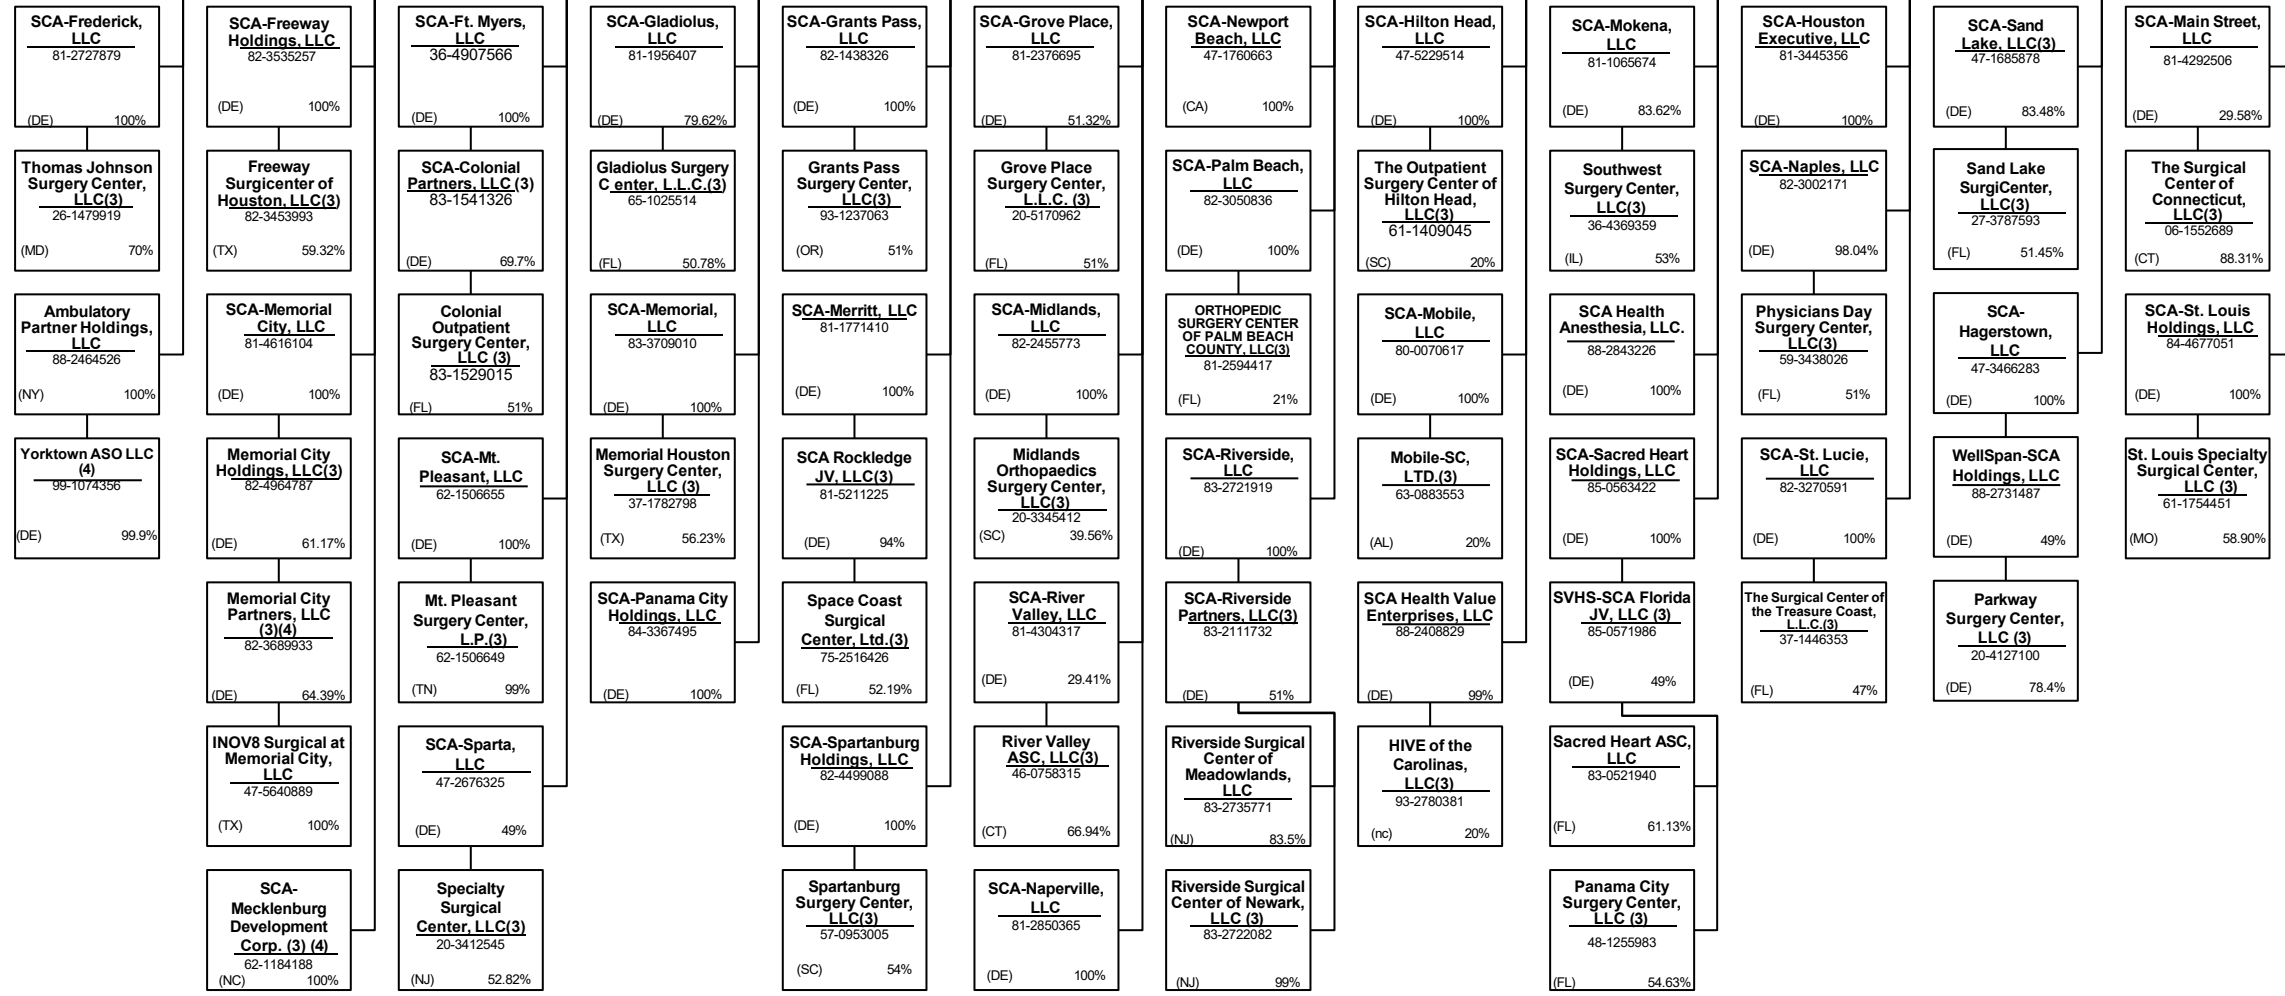 SCA-Frederick,
LLC
81-2727879
(DE) 100%
Thomas Johnson
Surgery Center,
LLC(3)
26-1479919
(MD) 70%
Ambulatory
Partner Holdings,
LLC
88-2464526
(NY) 100%
Yorktown ASO LLC
(4)
99-1074356
(DE) 99.9%
SCA-Freeway
Holdings, LLC
82-3535257
(DE) 100%
Freeway
Surgicenter of
Houston, LLC(3)
82-3453993
(TX) 59.32%
SCA-Memorial
City, LLC
81-4616104
(DE) 100%
Memorial City
Holdings, LLC(3)
82-4964787
(DE) 61.17%
Memorial City
Partners, LLC
(3)(4)
82-3689933
(DE) 64.39%
INOV8 Surgical at
Memorial City,
LLC
47-5640889
(TX) 100%
SCA-
Mecklenburg
Development
Corp. (3) (4)
62-1184188
(NC) 100%
SCA-Ft. Myers,
LLC
36-4907566
(DE) 100%
SCA-Colonial
Partners, LLC (3)
83-1541326
(DE) 69.7%
Colonial
Outpatient
Surgery Center,
LLC (3)
83-1529015
(FL) 51%
SCA-Mt.
Pleasant, LLC
62-1506655
(DE) 100%
Mt. Pleasant
Surgery Center,
L.P.(3)
62-1506649
(TN) 99%
SCA-Sparta,
LLC
47-2676325
(DE) 49%
Specialty
Surgical
Center, LLC(3)
20-3412545
(NJ) 52.82%
SCA-Gladiolus,
LLC
81-1956407
(DE) 79.62%
Gladiolus Surgery
C enter, L.L.C.(3)
65-1025514
(FL) 50.78%
SCA-Memorial,
LLC
83-3709010
(DE) 100%
Memorial Houston
Surgery Center,
LLC (3)
37-1782798
(TX) 56.23%
SCA-Panama City
Holdings, LLC
84-3367495
(DE) 100%
SCA-Grants Pass,
LLC
82-1438326
(DE) 100%
Grants Pass
Surgery Center,
LLC(3)
93-1237063
(OR) 51%
SCA-Merritt, LLC
81-1771410
(DE) 100%
SCA Rockledge
JV, LLC(3)
81-5211225
(DE) 94%
Space Coast
Surgical
Center, Ltd.(3)
75-2516426
(FL) 52.19%
SCA-Spartanburg
Holdings, LLC
82-4499088
(DE) 100%
Spartanburg
Surgery Center,
LLC(3)
57-0953005
(SC) 54%
SCA-Grove Place,
LLC
81-2376695
(DE) 51.32%
Grove Place
Surgery Center,
L.L.C. (3)
20-5170962
(FL) 51%
SCA-Midlands,
LLC
82-2455773
(DE) 100%
Midlands
Orthopaedics
Surgery Center,
LLC(3)
20-3345412
(SC) 39.56%
SCA-River
Valley, LLC
81-4304317
(DE) 29.41%
River Valley
ASC, LLC(3)
46-0758315
(CT) 66.94%
SCA-Naperville,
LLC
81-2850365
(DE) 100%
SCA-Newport
Beach, LLC
47-1760663
(CA) 100%
SCA-Palm Beach,
LLC
82-3050836
(DE) 100%
ORTHOPEDIC
SURGERY CENTER
OF PALM BEACH
COUNTY, LLC(3)
81-2594417
(FL) 21%
SCA-Riverside,
LLC
83-2721919
(DE) 100%
SCA-Riverside
Partners, LLC(3)
83-2111732
(DE) 51%
Riverside Surgical
Center of
Meadowlands,
LLC
83-2735771
(NJ) 83.5%
Riverside Surgical
Center of Newark,
LLC (3)
83-2722082
(NJ) 99%
SCA-Hilton Head,
LLC
47-5229514
(DE) 100%
The Outpatient
Surgery Center of
Hilton Head,
LLC(3)
61-1409045
(SC) 20%
SCA-Mobile,
LLC
80-0070617
(DE) 100%
Mobile-SC,
LTD.(3)
63-0883553
(AL) 20%
SCA Health Value
Enterprises, LLC
88-2408829
(DE) 99%
HIVE of the
Carolinas,
LLC(3)
93-2780381
(nc) 20%
SCA-Mokena,
LLC
81-1065674
(DE) 83.62%
Southwest
Surgery Center,
LLC(3)
36-4369359
(IL) 53%
SCA Health
Anesthesia, LLC.
88-2843226
(DE) 100%
SCA-Sacred Heart
Holdings, LLC
85-0563422
(DE) 100%
SVHS-SCA Florida
JV, LLC (3)
85-0571986
(DE) 49%
Sacred Heart ASC,
LLC
83-0521940
(FL) 61.13%
Panama City
Surgery Center,
LLC (3)
48-1255983
(FL) 54.63%
SCA-Houston
Executive, LLC
81-3445356
(DE) 100%
SCA-Naples, LLC
82-3002171
(DE) 98.04%
Physicians Day
Surgery Center,
LLC(3)
59-3438026
(FL) 51%
SCA-St. Lucie,
LLC
82-3270591
(DE) 100%
The Surgical Center of
the Treasure Coast,
L.L.C.(3)
37-1446353
(FL) 47%
SCA-Sand
Lake, LLC(3)
47-1685878
(DE) 83.48%
Sand Lake
SurgiCenter,
LLC(3)
27-3787593
(FL) 51.45%
SCA-
Hagerstown,
LLC
47-3466283
(DE) 100%
WellSpan-SCA
Holdings, LLC
88-2731487
(DE) 49%
Parkway
Surgery Center,
LLC (3)
20-4127100
(DE) 78.4%
SCA-Main Street,
LLC
81-4292506
(DE) 29.58%
The Surgical
Center of
Connecticut,
LLC(3)
06-1552689
(CT) 88.31%
SCA-St. Louis
Holdings, LLC
84-4677051
(DE) 100%
St. Louis Specialty
Surgical Center,
LLC (3)
61-1754451
(MO) 58.90%